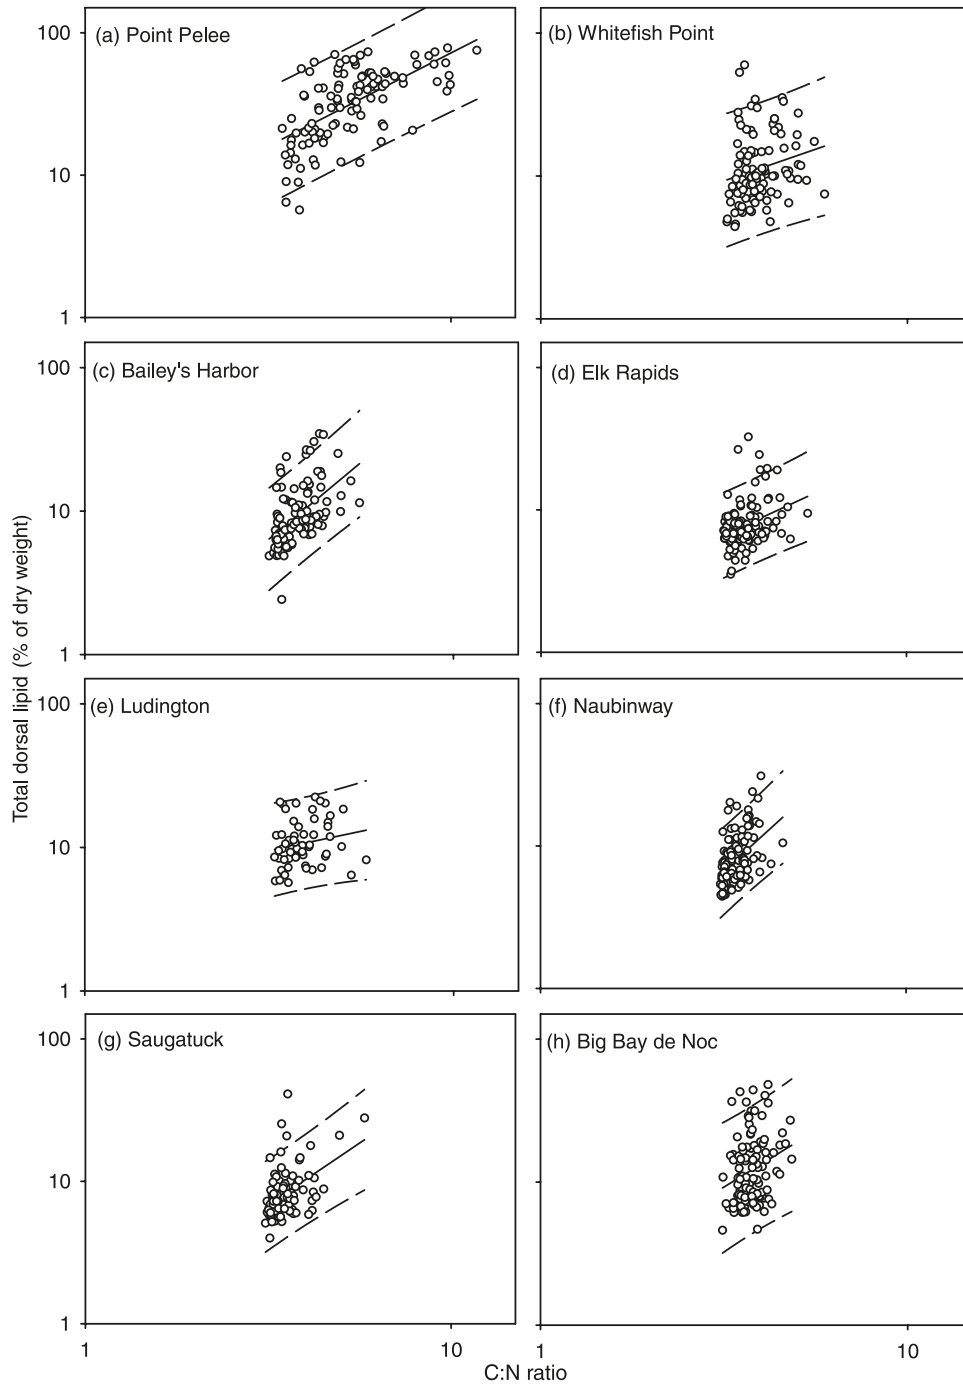 (a) Point Pelee
(b) Whitefish Point
100
10
1
(c) Bailey's Harbor
(d) Elk Rapids
100
10
1
Total dorsal lipid (% of dry weight)
(e) Ludington
(f) Naubinway
100
10
1
(g) Saugatuck
(h) Big Bay de Noc
100
10
1
1 10 1 10
C:N ratio